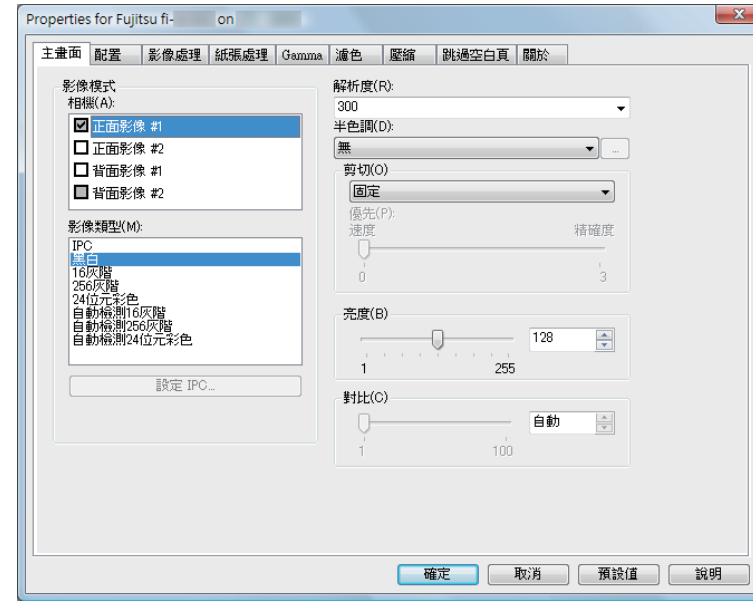 Properties for Fujitsu fi- on
主畫面 配置 影像處理 紙張處理 Gamma 濾色 壓縮 跳過空白頁 關於
影像模式
相機(A):
正面影像 #1
正面影像 #2
背面影像 #1
背面影像 #2
影像類型(M):
IPC
黑白
16灰階
256灰階
24位元彩色
自動檢測16灰階
自動檢測256灰階
自動檢測24位元彩色
設定 IPC...
解析度(R):
300
半色調(D):
無 ...
剪切(O)
固定
優先(P):
速度 精確度
0 3
亮度(B)
128
1 255
對比(C)
自動
1 100
確定 取消 預設值 說明